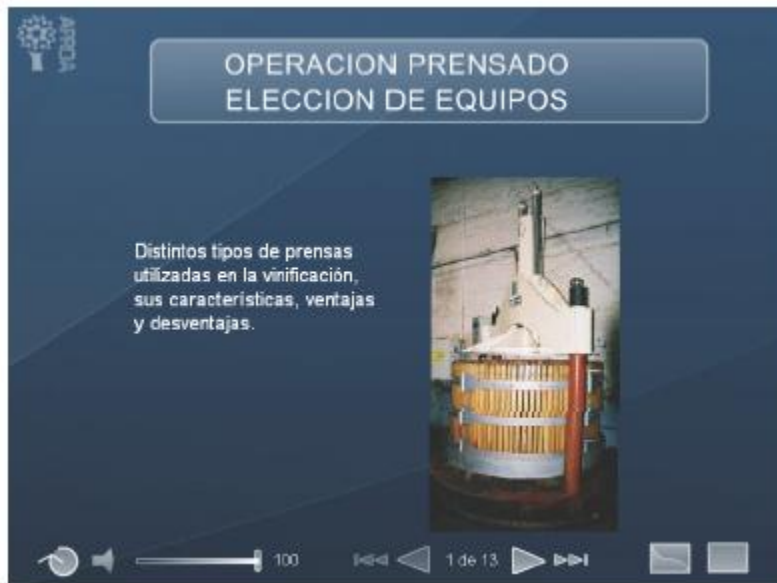 OPERACION PRENSADO
ELECCION DE EQUIPOS
Distintos tipos de prensas
utilizadas en la vinificación,
sus características, ventajas
y desventajas.
100
1 de 13